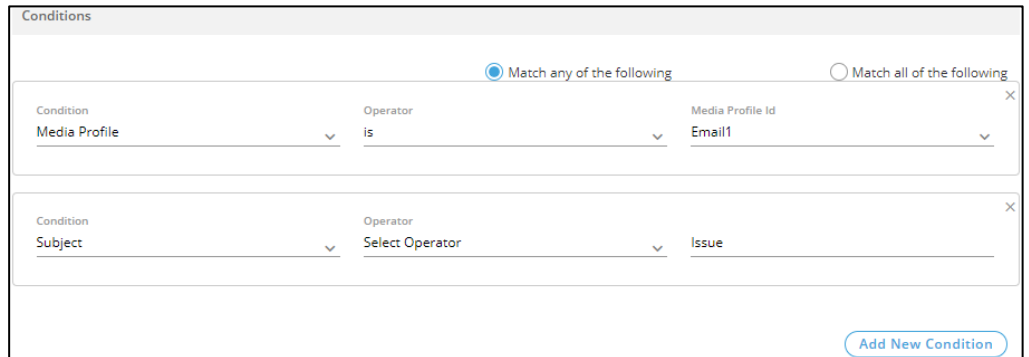 Conditions
Match any of the following Match all of the following
Condition Operator Media Profile Id
Media Profile is Email1
Condition Operator
Subject Select Operator Issue
Add New Condition